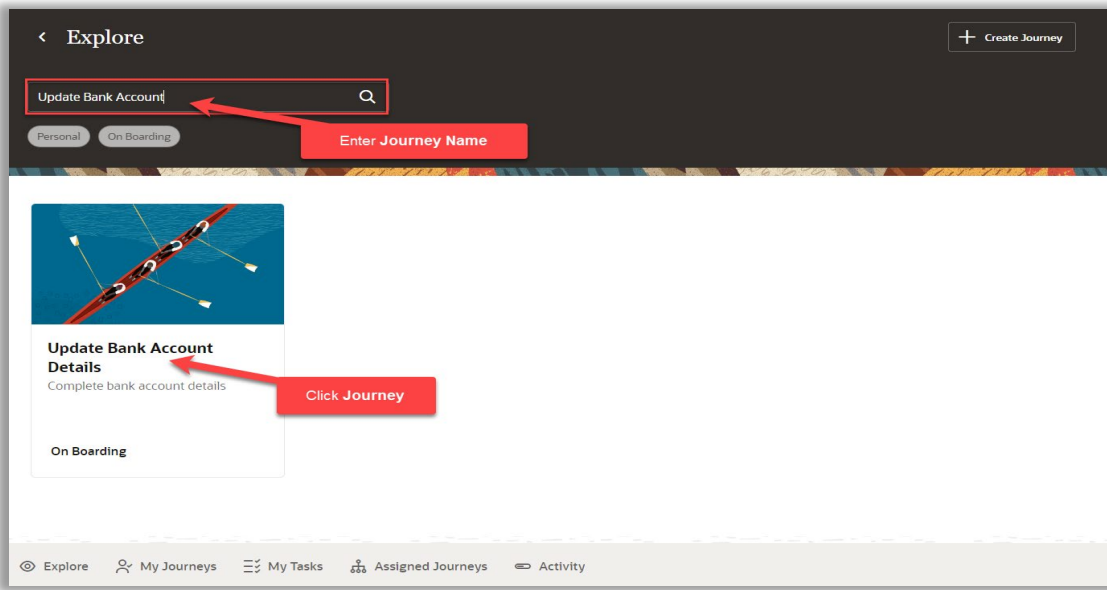 Explore
Create Journey
Update Bank Account
Enter Journey Name
Personal
On Boarding
Update Bank Account
Details
Complete bank account details
Click Journey
On Boarding
Explore
My Journeys
My Tasks
Assigned Journeys
Activity